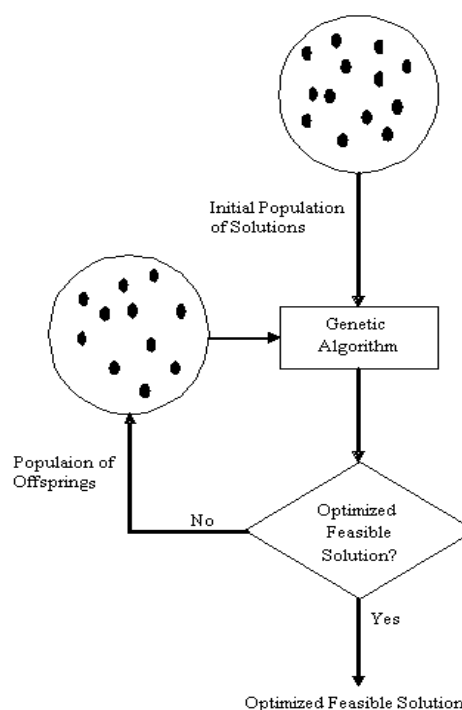 Initial Population
of Solutions
Genetic
Algorithm
Populaion of
Offsprings
No
Optimized
Feasible
Solution?
Yes
Optimized Feasible Solution